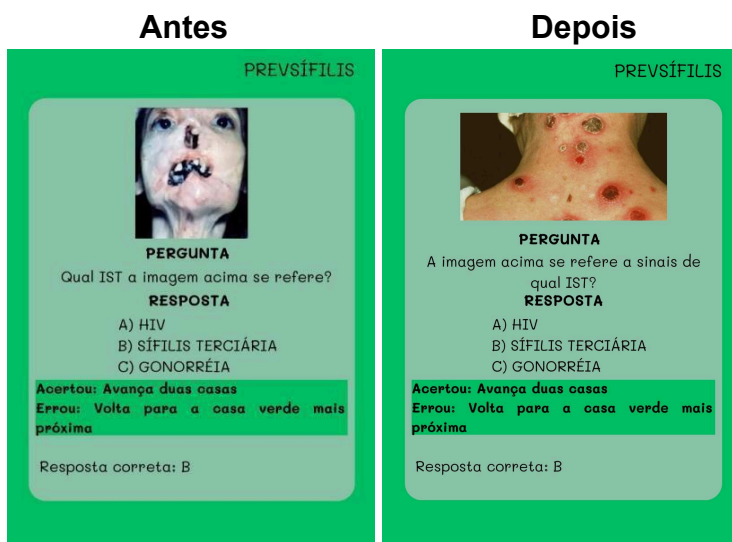 Antes
PREVSÍFILIS
PERGUNTA
Qual IST a imagem acima se refere?
RESPOSTA
A) HIV
B) SÍFILIS TERCIÁRIA
C) GONORRÉIA
Acertou: Avança duas casas
Errou: Volta para a casa verde mais
próxima
Resposta correta: B
Depois
PREVSÍFILIS
PERGUNTA
A imagem acima se refere a sinais de
qual IST?
RESPOSTA
A) HIV
B) SÍFILIS TERCIÁRIA
C) GONORRÉIA
Acertou: Avança duas casas
Errou: Volta para a casa verde mais
próxima
Resposta correta: B